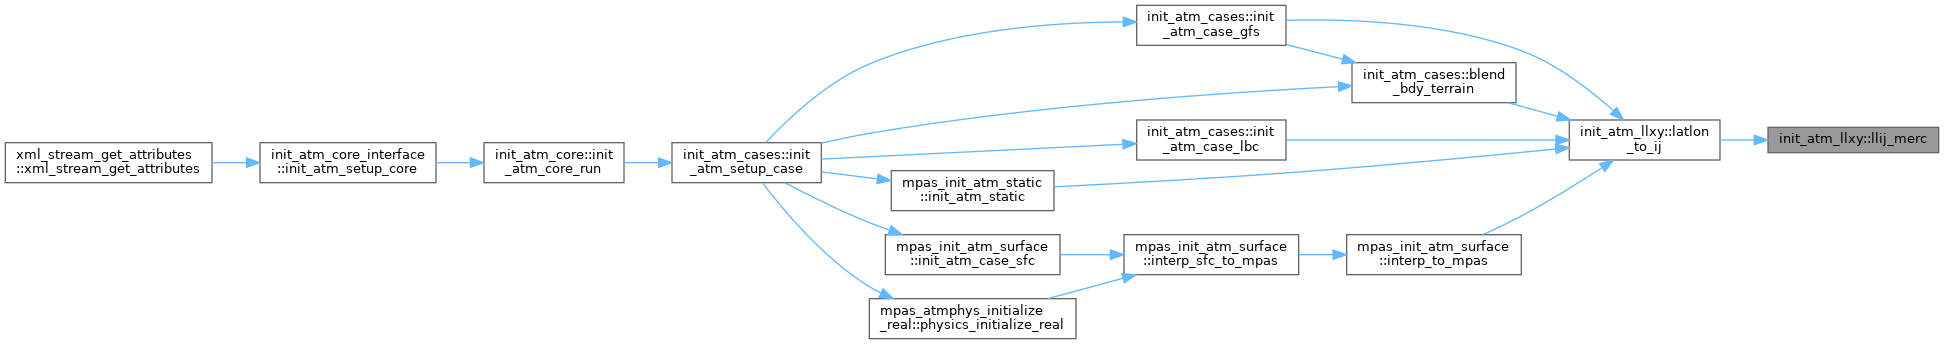 xml_stream_get_attributes
::xml_stream_get_attributes
init_atm_core_interface
::init_atm_setup_core
init_atm_core::init
_atm_core_run
init_atm_cases::init
_atm_setup_case
init_atm_cases::init
_atm_case_gfs
init_atm_cases::blend
_bdy_terrain
init_atm_cases::init
_atm_case_lbc
mpas_init_atm_static
::init_atm_static
mpas_init_atm_surface
::init_atm_case_sfc
mpas_atmphys_initialize
_real::physics_initialize_real
mpas_init_atm_surface
::interp_sfc_to_mpas
mpas_init_atm_surface
::interp_to_mpas
init_atm_llxy::latlon
_to_ij
init_atm_llxy::llij_merc